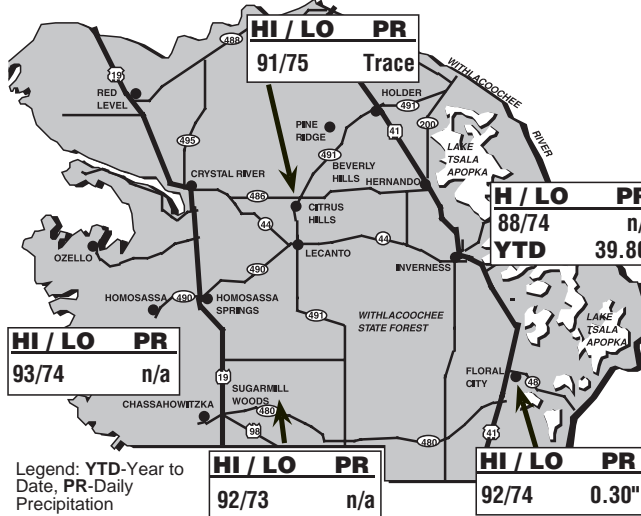 HI / LO PR
91/75 Trace
488
19
RED
LEVEL
WITHLACOOCHEE
RIVER
HOLDER
491
200
41
PINE
RIDGE
495
491
BEVERLY
HILLS
LAKE
TSALA
APOPKA
CRYSTAL RIVER
HERNANDO
486
CITRUS
HILLS
H / LO PR
88/74 n/
YTD 39.80
44
44
LECANTO
OZELLO
INVERNESS
490
HOMOSASSA
490
HOMOSASSA
SPRINGS
491
WITHLACOOCHEE
STATE FOREST
LAKE
TSALA
APOPKA
HI / LO PR
93/74 n/a
19
FLORAL
CITY
48
SUGARMILL
WOODS
CHASSAHOWITZKA
480
98
480
41
Legend: YTD-Year to
Date, PR-Daily
Precipitation
HI / LO PR
92/73 n/a
HI / LO PR
92/74 0.30"